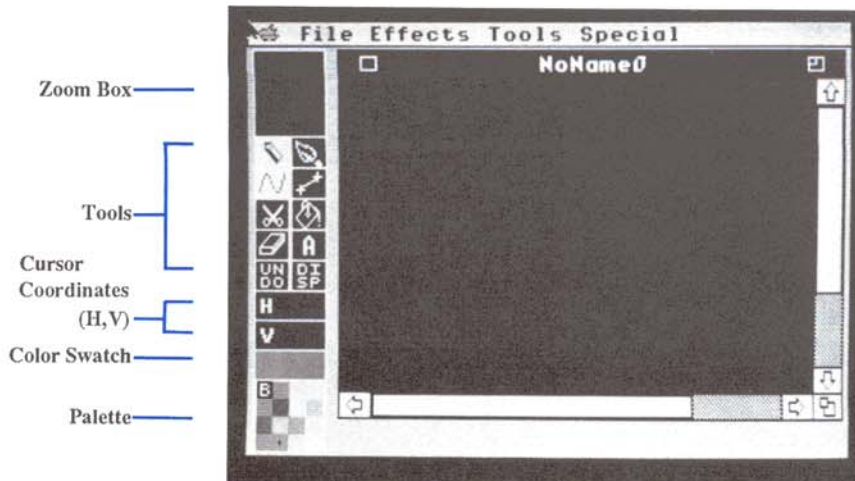 File Effects Tools Special
NoName0
Zoom Box
Tools
UN DI
DO SP
Cursor
Coordinates
(H,V)
H
V
Color Swatch
A
B
Palette